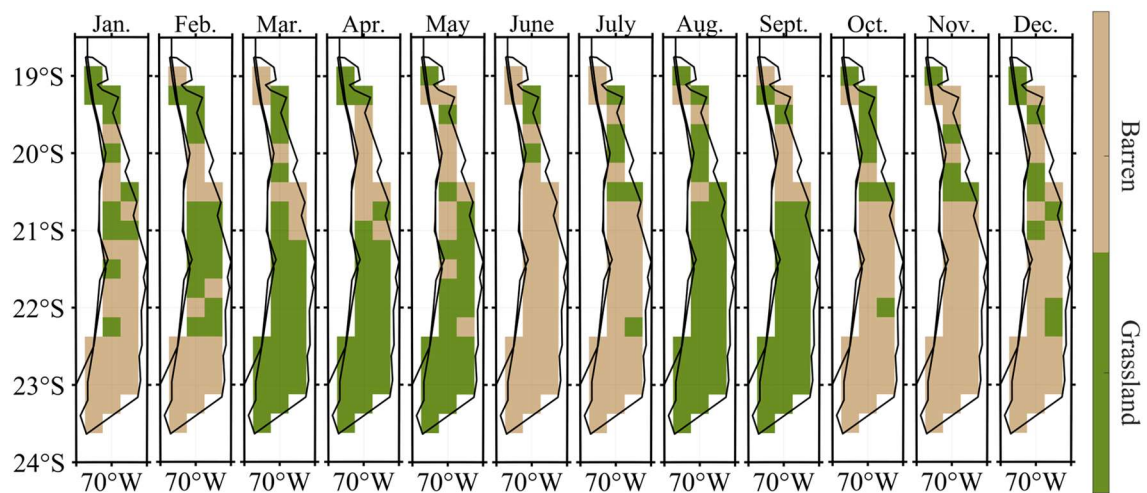 Jan. Feb. Mar. Apr. May June July Aug. Sept. Oct. Nov. Dec.
19°S
20°S
21°S
22°S
23°S
24°S
70°W 70°W 70°W 70°W 70°W 70°W 70°W 70°W 70°W 70°W 70°W 70°W
Barren
Grassland